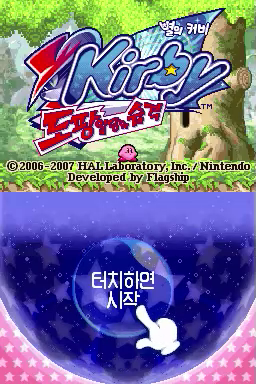 별의 커비
Kirby
도팡일당의 습격
TM
© 2006-2007 HAL Laboratory, Inc. / Nintendo
Developed by Flagship
터치하면
시작